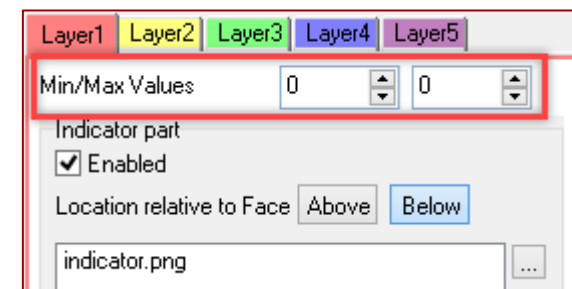 Layer1 Layer2 Layer3 Layer4 Layer5
Min/Max Values 0 0
Indicator part
Enabled
Location relative to Face Above Below
indicator.png ...